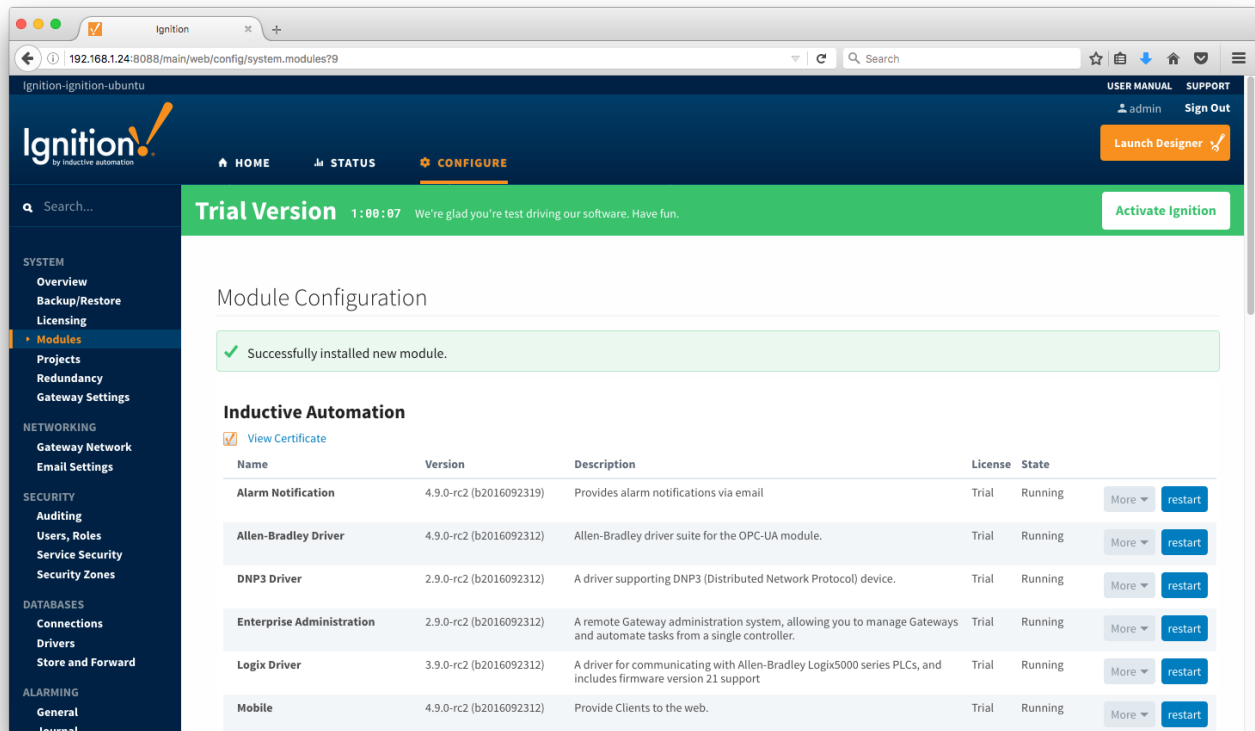 Ignition
192.168.1.24:8088/main/web/config/system.modules?9
Search
Ignition-ignition-ubuntu
USER MANUAL SUPPORT
admin Sign Out
Ignition!
by inductive automation
Launch Designer
HOME STATUS CONFIGURE
Search...
Trial Version 1:00:07 We're glad you're test driving our software. Have fun.
Activate Ignition
SYSTEM
Overview
Backup/Restore
Licensing
Modules
Projects
Redundancy
Gateway Settings
NETWORKING
Gateway Network
Email Settings
SECURITY
Auditing
Users, Roles
Service Security
Security Zones
DATABASES
Connections
Drivers
Store and Forward
ALARMING
General
Journal
Module Configuration
Successfully installed new module.
Inductive Automation
View Certificate
Name Version Description License State
Alarm Notification 4.9.0-rc2 (b2016092319) Provides alarm notifications via email Trial Running More restart
Allen-Bradley Driver 4.9.0-rc2 (b2016092312) Allen-Bradley driver suite for the OPC-UA module. Trial Running More restart
DNP3 Driver 2.9.0-rc2 (b2016092312) A driver supporting DNP3 (Distributed Network Protocol) device. Trial Running More restart
Enterprise Administration 2.9.0-rc2 (b2016092312) A remote Gateway administration system, allowing you to manage Gateways Trial Running More restart
and automate tasks from a single controller.
Logix Driver 3.9.0-rc2 (b2016092312) A driver for communicating with Allen-Bradley Logix5000 series PLCs, and Trial Running More restart
includes firmware version 21 support
Mobile 4.9.0-rc2 (b2016092312) Provide Clients to the web. Trial Running More restart